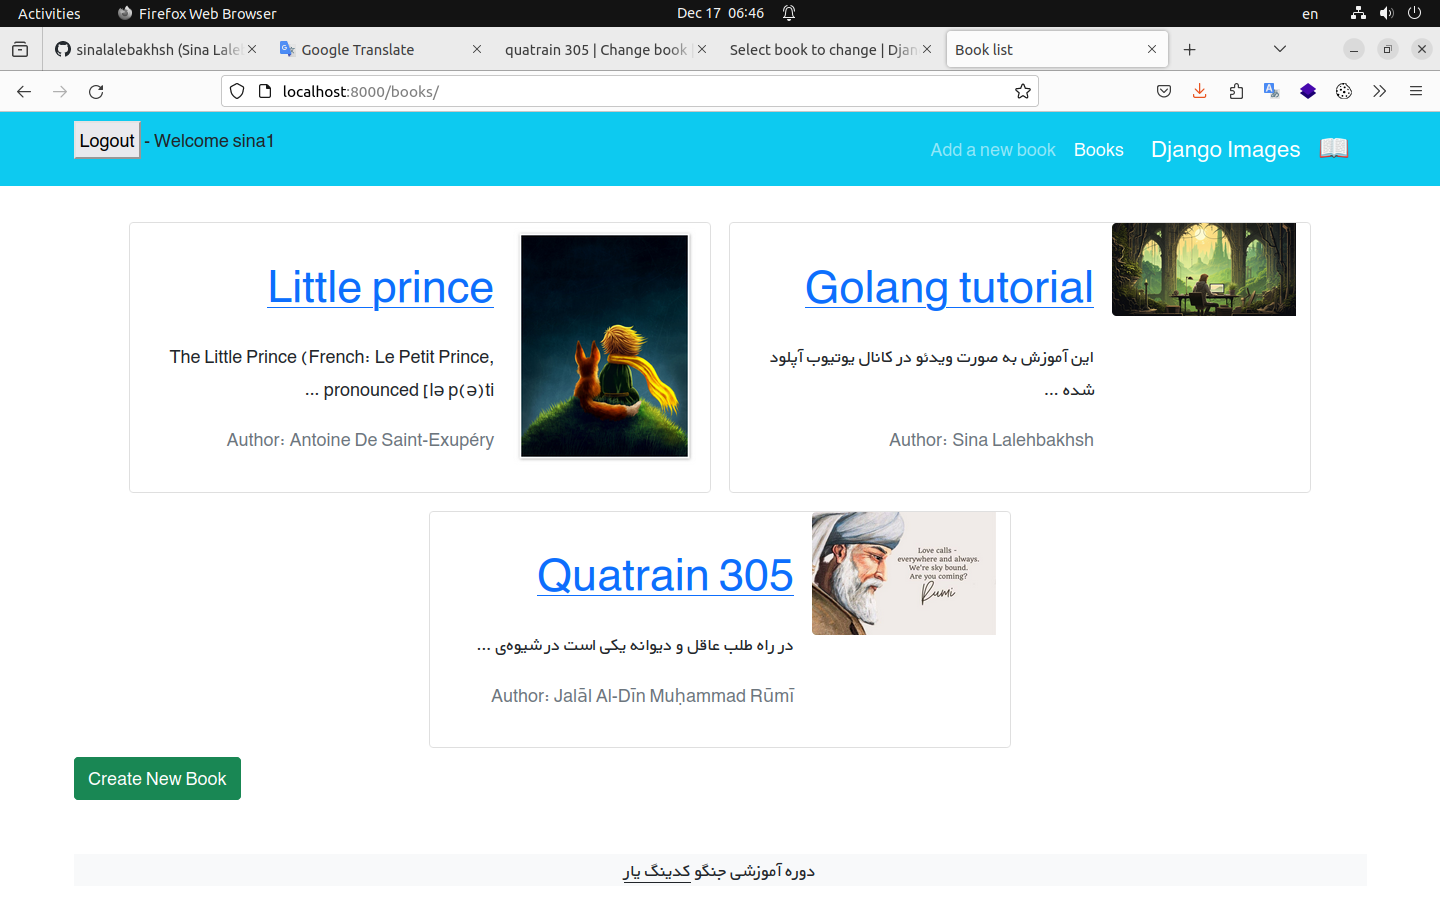 Activities
Firefox Web Browser
Dec 17 06:46
en
sinalalebakhsh (Sina Lale
Google Translate
quatrain 305 | Change book
Select book to change | Djan
Book list
localhost:8000/books/
Logout - Welcome sina1
Add a new book
Books
Django Images
Little prince
The Little Prince (French: Le Petit Prince,
... pronounced [lə p(ə)ti
Author: Antoine De Saint-Exupéry
Golang tutorial
این آموزش به صورت ویدئو در کانال یوتیوب آپلود
شده ...
Author: Sina Lalehbakhsh
Quatrain 305
در راه طلب عاقل و دیوانه یکی است در شیوه‌ی ...
Author: Jalāl Al-Dīn Muḥammad Rūmī
Love calls -
everywhere and always.
We're sky bound.
Are you coming?
Rumi
Create New Book
دوره آموزشی جنگو کدینگ یار